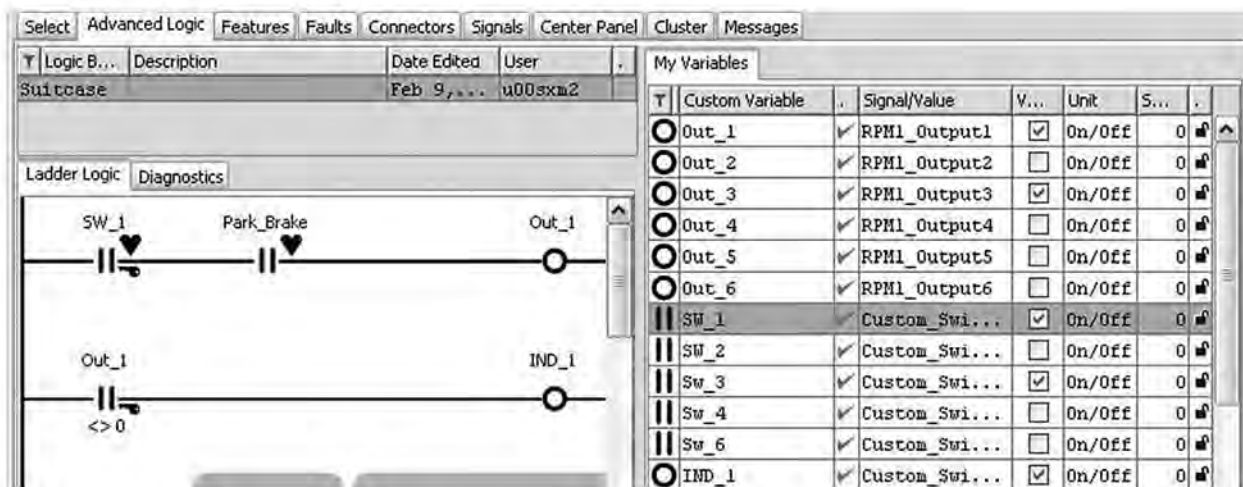 Select Advanced Logic Features Faults Connectors Signals Center Panel Cluster Messages
Logic B... Description Date Edited User .
Suitcase Feb 9,... u00sxm2
My Variables
Custom Variable . Signal/Value V... Unit S... .
Out_1 RPM1_Output1 On/Off 0
Out_2 RPM1_Output2 On/Off 0
Out_3 RPM1_Output3 On/Off 0
Out_4 RPM1_Output4 On/Off 0
Out_5 RPM1_Output5 On/Off 0
Out_6 RPM1_Output6 On/Off 0
SW_1 Custom_Swi... On/Off 0
SW_2 Custom_Swi... On/Off 0
Sw_3 Custom_Swi... On/Off 0
Sw_4 Custom_Swi... On/Off 0
Sw_6 Custom_Swi... On/Off 0
IND_1 Custom_Swi... On/Off 0
Ladder Logic Diagnostics
SW_1 Park_Brake Out_1
Out_1 IND_1
<> 0